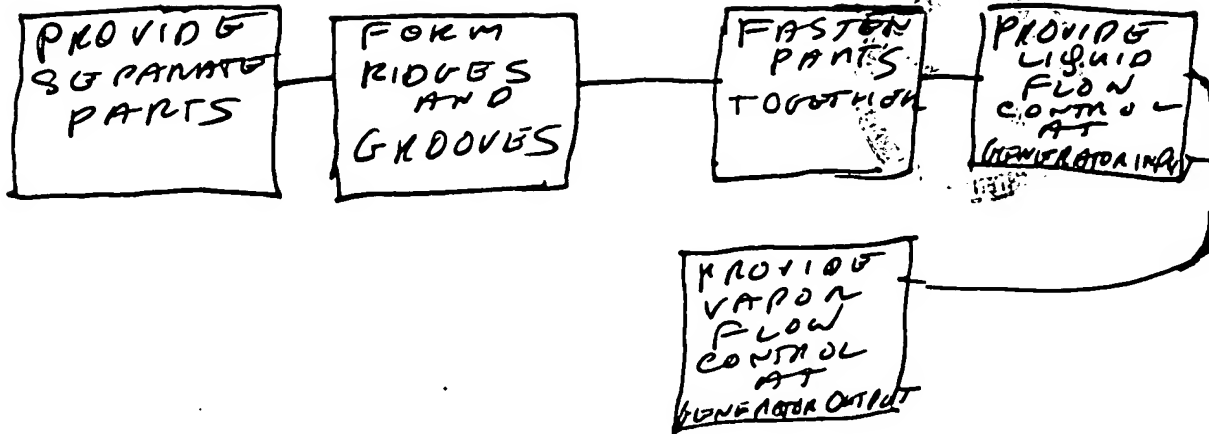 PROVIDE
SEPARATE
PARTS
FORM
RIDGES
AND
GROOVES
FASTEN
PARTS
TOGETHER
PROVIDE
LIQUID
FLOW
CONTROL
AT
GENERATOR INPUT
PROVIDE
VAPOR
FLOW
CONTROL
AT
GENERATOR OUTPUT